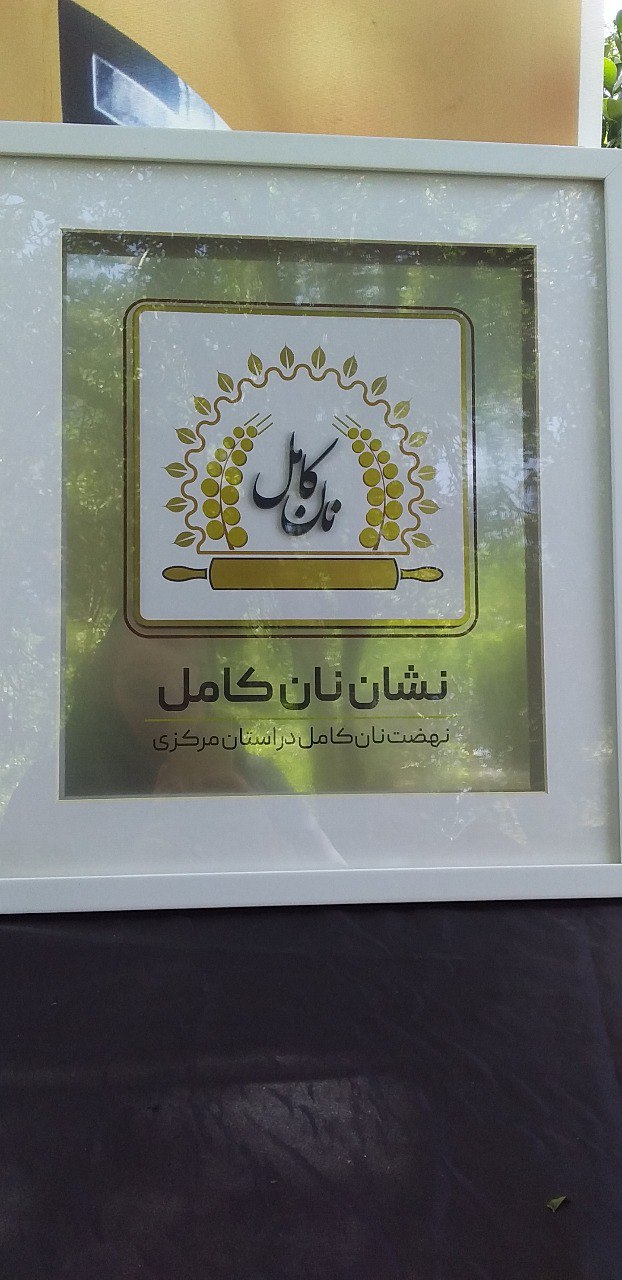 نان کامل
نشان نان کامل
نهضت نان کامل در استان مرکزی